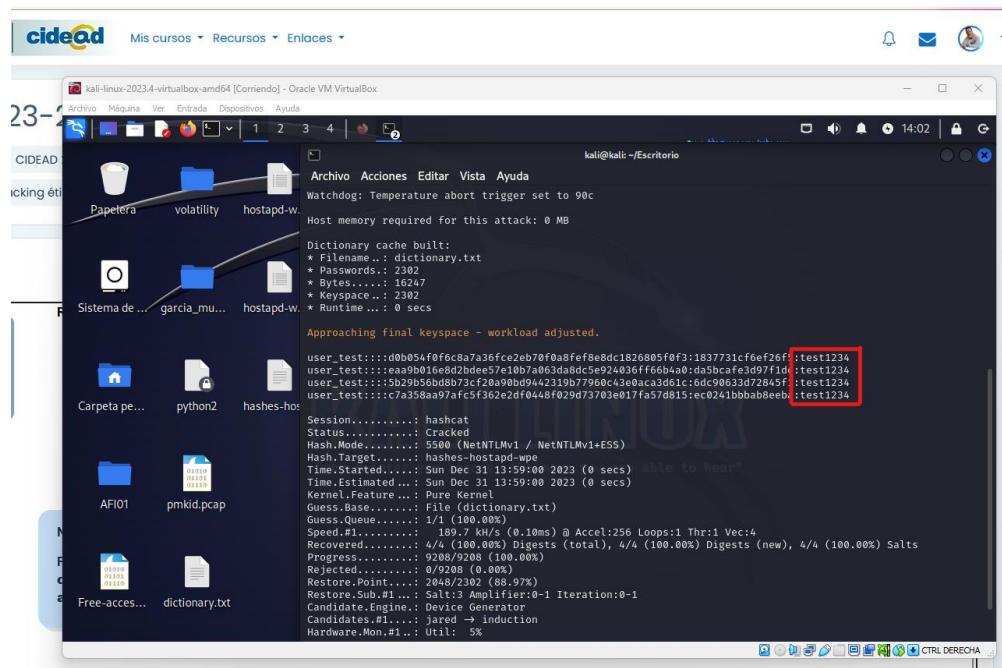 cidead
Mis cursos Recursos Enlaces
kali-linux-2023.4-virtualbox-amd64 [Corriendo] - Oracle VM VirtualBox
Archivo Máquina Ver Entrada Dispositivos Ayuda
23-2
1 2 3 4
14:02
CIDEAD
cking éti
kali@kali: ~/Escritorio
Archivo Acciones Editar Vista Ayuda
Papelera
volatility
hostapd-w.
Watchdog: Temperature abort trigger set to 90c
Host memory required for this attack: 0 MB
Dictionary cache built:
* Filename..: dictionary.txt
* Passwords.: 2302
* Bytes.....: 16247
* Keyspace..: 2302
* Runtime...: 0 secs
Sistema de ...
garcia_mu...
hostapd-w.
Approaching final keyspace - workload adjusted.
user_test::::d0b054f0f6c8a7a36fce2eb70f0a8fef8e8dc1826805f0f3:1837731cf6ef26f5:test1234
user_test::::eaa9b016e8d2bdee57e10b7a063da8dc5e924036ff66b4a0:da5bcafe3d97f1d:test1234
user_test::::5b29b56bd8b73cf20a90bd9442319b77960c43e0aca3d61c:6dc90633d72845f:test1234
user_test::::c7a358aa97afc5f362e2df0448f029d73703e017fa57d815:ec0241bbbab8eeb:test1234
Carpeta pe...
python2
hashes-hos
Session..........: hashcat
Status...........: Cracked
Hash.Mode........: 5500 (NetNTLMv1 / NetNTLMv1+ESS)
Hash.Target......: hashes-hostapd-wpe
Time.Started.....: Sun Dec 31 13:59:00 2023 (0 secs)
Time.Estimated...: Sun Dec 31 13:59:00 2023 (0 secs)
Kernel.Feature...: Pure Kernel
Guess.Base.......: File (dictionary.txt)
Guess.Queue......: 1/1 (100.00%)
Speed.#1.........: 189.7 kH/s (0.10ms) @ Accel:256 Loops:1 Thr:1 Vec:4
Recovered........: 4/4 (100.00%) Digests (total), 4/4 (100.00%) Digests (new), 4/4 (100.00%) Salts
Progress.........: 9208/9208 (100.00%)
Rejected.........: 0/9208 (0.00%)
Restore.Point....: 2048/2302 (88.97%)
Restore.Sub.#1...: Salt:3 Amplifier:0-1 Iteration:0-1
Candidate.Engine.: Device Generator
Candidates.#1....: jared → induction
Hardware.Mon.#1..: Util: 5%
AFI01
pmkid.pcap
Free-acces...
dictionary.txt
CTRL DERECHA